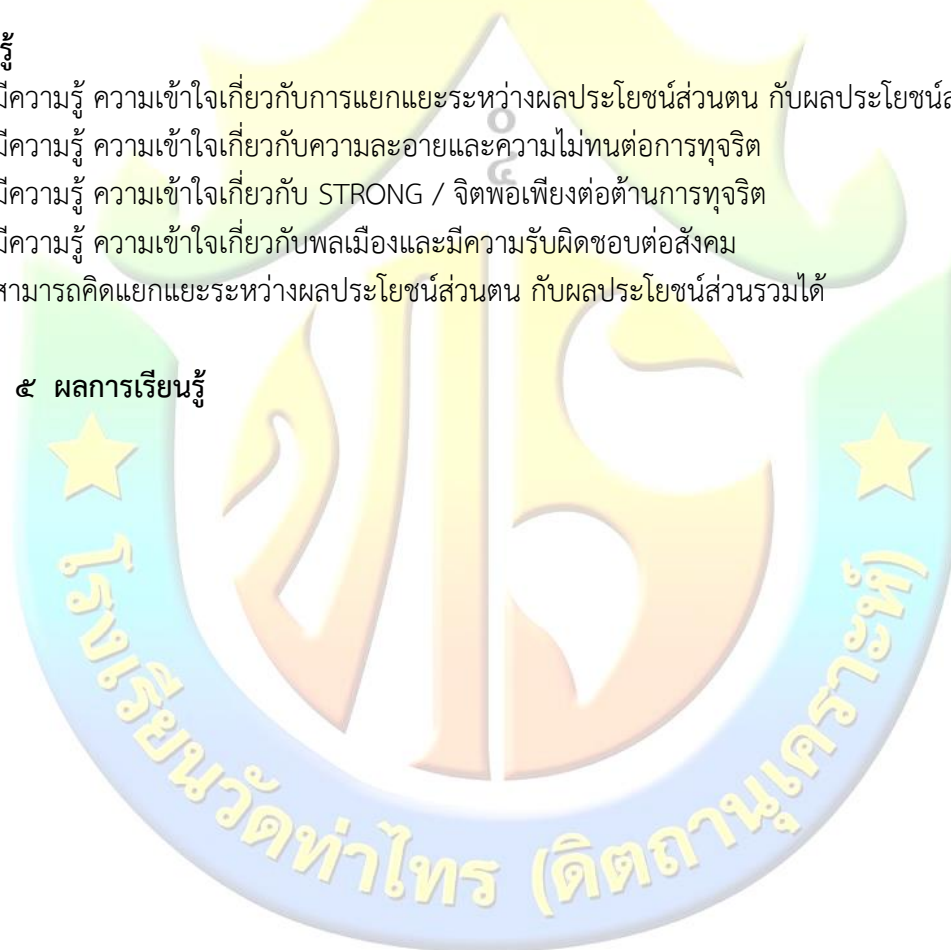 รู้
มีความรู้ ความเข้าใจเกี่ยวกับการแยกแยะระหว่างผลประโยชน์ส่วนตน กับผลประโยชน์
มีความรู้ ความเข้าใจเกี่ยวกับความละอายและความไม่ทนต่อการทุจริต
มีความรู้ ความเข้าใจเกี่ยวกับ STRONG / จิตพอเพียงต่อต้านการทุจริต
มีความรู้ ความเข้าใจเกี่ยวกับพลเมืองและมีความรับผิดชอบต่อสังคม
สามารถคิดแยกแยะระหว่างผลประโยชน์ส่วนตน กับผลประโยชน์ส่วนรวมได้
๕ ผลการเรียนรู้
โรงเรียนวัดท่าไทร (ดิตถานุเคราะห์)